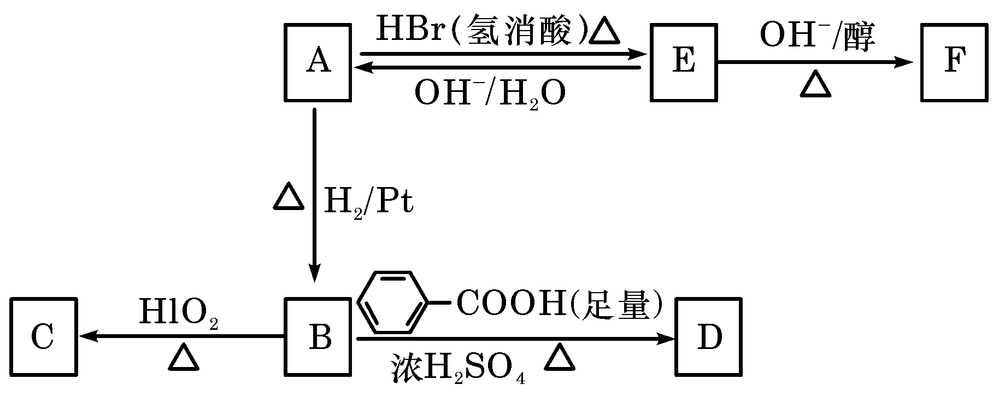 HBr(氢消酸)△
OH⁻/醇
A
E
F
OH⁻/H₂O
△
△
H₂/Pt
COOH(足量)
HlO₂
C
B
D
△
浓H₂SO₄ △